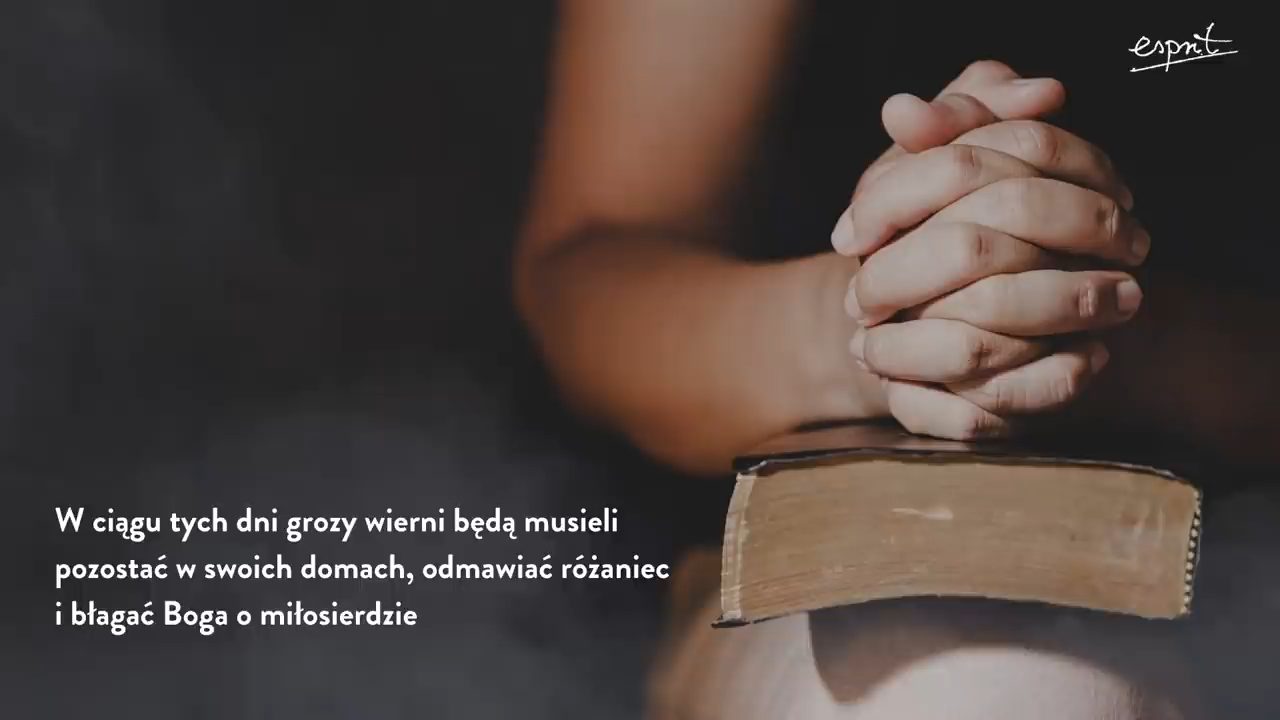 esprit
W ciągu tych dni grozy wierni będą musieli
pozostać w swoich domach, odmawiać różaniec
i błagać Boga o miłosierdzie